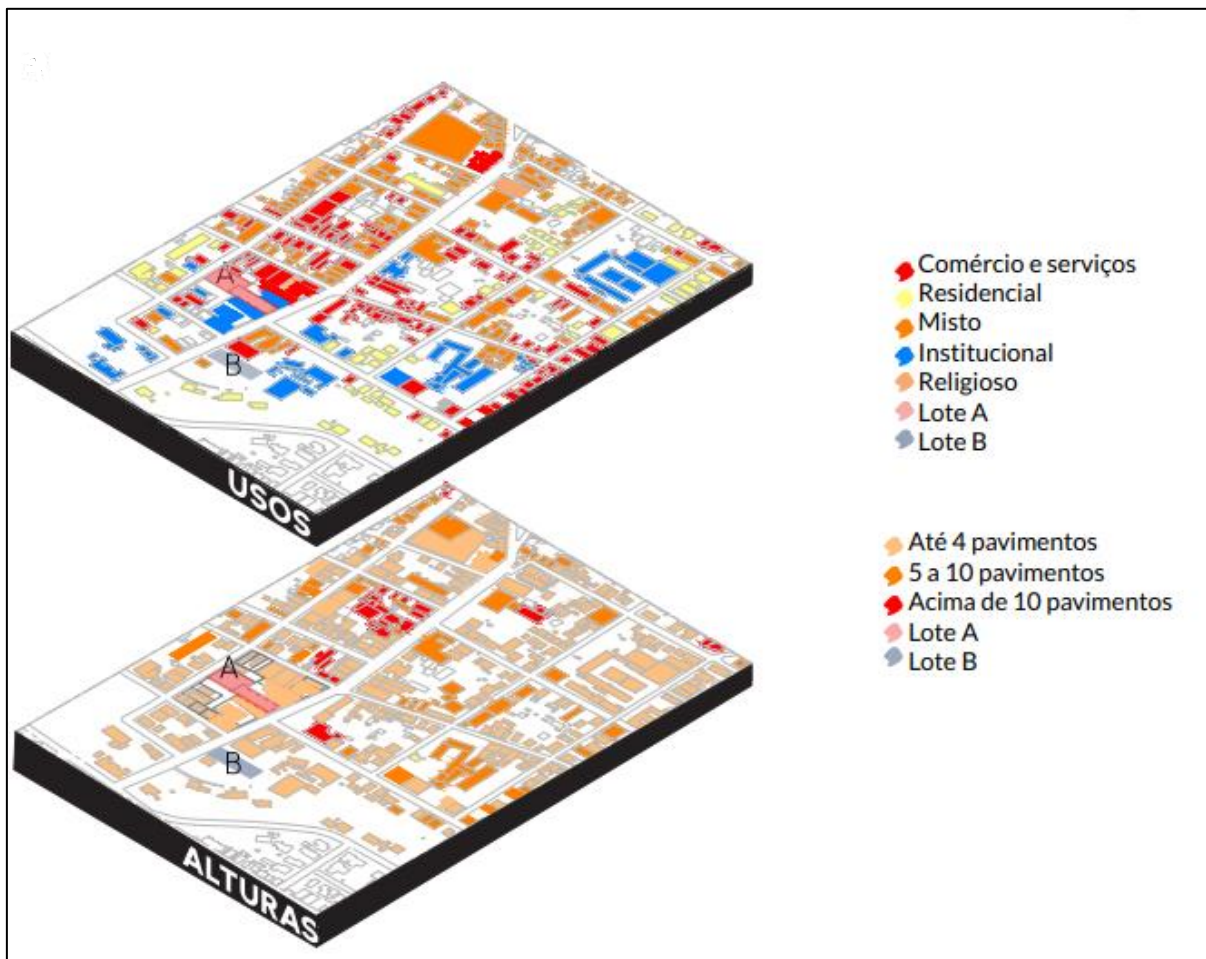 A
B
USOS
Comércio e serviços
Residencial
Misto
Institucional
Religioso
Lote A
Lote B
A
B
ALTURAS
Até 4 pavimentos
5 a 10 pavimentos
Acima de 10 pavimentos
Lote A
Lote B